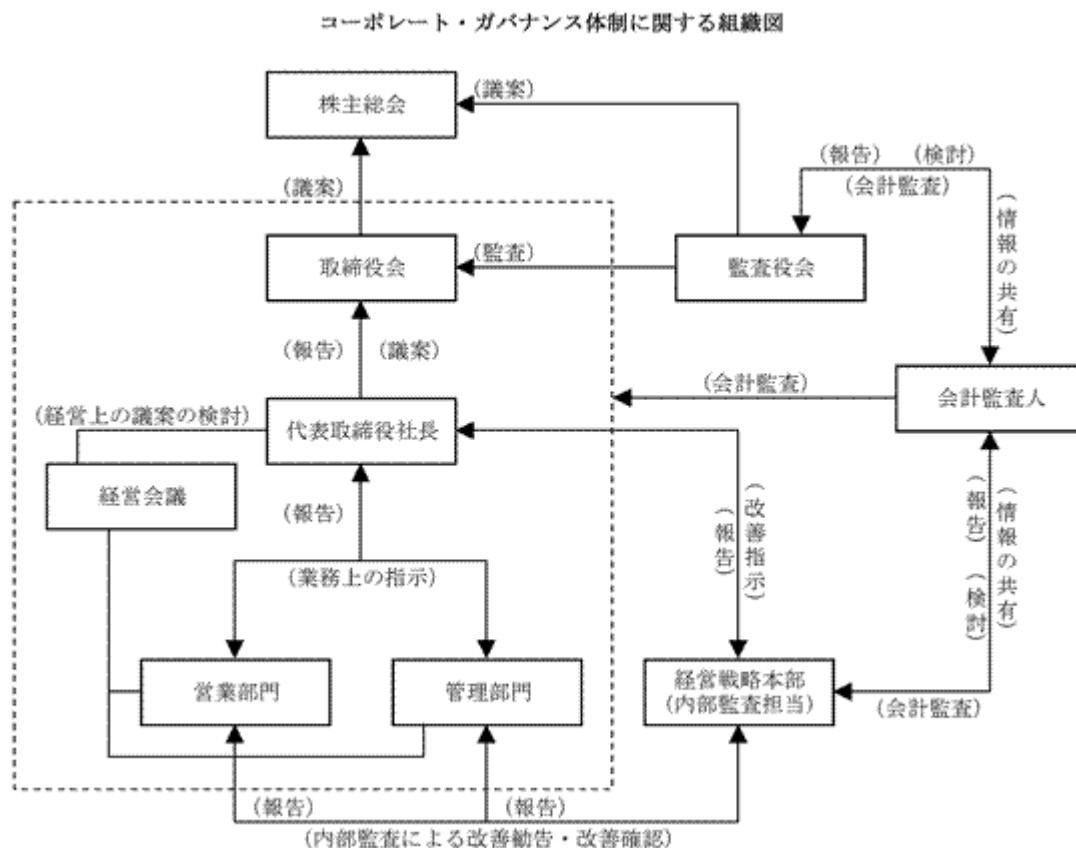 コーポレート・ガバナンス体制に関する組織図
株主総会
(議案)
(報告) (検討)
(会計監査)
(議案)
(情報の共有)
取締役会
(監査)
監査役会
(報告) (議案)
(会計監査)
会計監査人
(経営上の議案の検討)
代表取締役社長
経営会議
(報告)
(改善指示)
(報告)
(情報の共有)
(報告) (検討)
(業務上の指示)
営業部門
管理部門
経営戦略本部
(内部監査担当)
(会計監査)
(報告)
(報告)
(内部監査による改善勧告・改善確認)